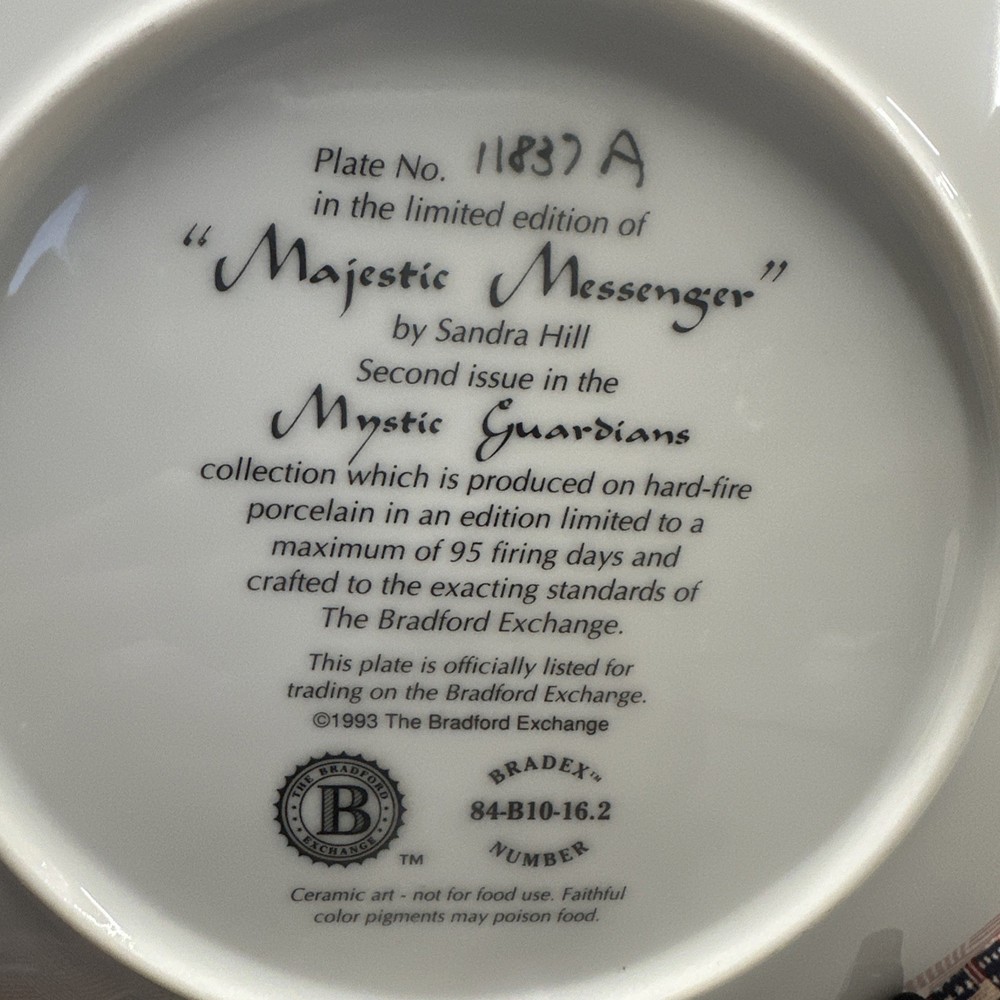 Plate No. 11837 A
in the limited edition of
“Majestic Messenger”
by Sandra Hill
Second issue in the
Mystic Guardians
collection which is produced on hard-fire
porcelain in an edition limited to a
maximum of 95 firing days and
crafted to the exacting standards of
The Bradford Exchange.
This plate is officially listed for
trading on the Bradford Exchange.
©1993 The Bradford Exchange
THE BRADFORD
B
EXCHANGE
TM
BRADEX™
84-B10-16.2
NUMBER
Ceramic art - not for food use. Faithful
color pigments may poison food.